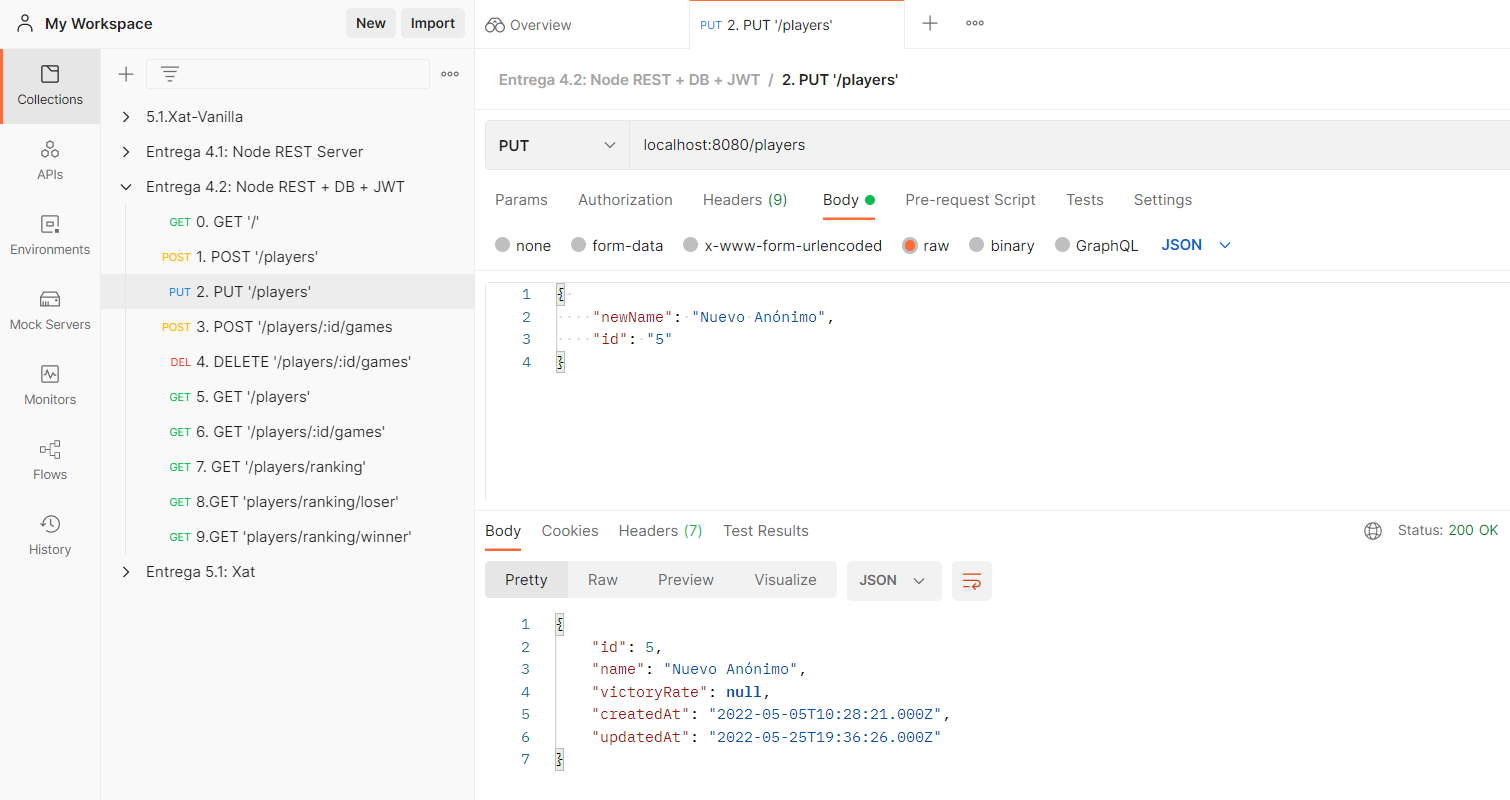 My Workspace
New
Import
Overview
PUT 2. PUT '/players'
Collections
APIs
Environments
Mock Servers
Monitors
Flows
History
5.1.Xat-Vanilla
Entrega 4.1: Node REST Server
Entrega 4.2: Node REST + DB + JWT
GET 0. GET '/'
POST 1. POST '/players'
PUT 2. PUT '/players'
POST 3. POST '/players/:id/games
DEL 4. DELETE '/players/:id/games'
GET 5. GET '/players'
GET 6. GET '/players/:id/games'
GET 7. GET '/players/ranking'
GET 8.GET 'players/ranking/loser'
GET 9.GET 'players/ranking/winner'
Entrega 5.1: Xat
Entrega 4.2: Node REST + DB + JWT / 2. PUT '/players'
PUT localhost:8080/players
Params Authorization Headers (9) Body Pre-request Script Tests Settings
none form-data x-www-form-urlencoded raw binary GraphQL JSON
1 {
2 "newName": "Nuevo Anónimo",
3 "id": "5"
4 }
Body Cookies Headers (7) Test Results Status: 200 OK
Pretty Raw Preview Visualize JSON
1 {
2 "id": 5,
3 "name": "Nuevo Anónimo",
4 "victoryRate": null,
5 "createdAt": "2022-05-05T10:28:21.000Z",
6 "updatedAt": "2022-05-25T19:36:26.000Z"
7 }